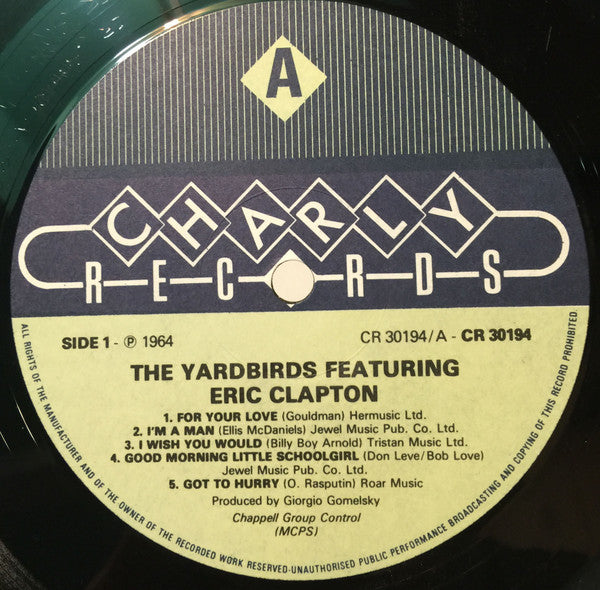 A
CHARLY
RECORDS
SIDE 1 - ℗ 1964
CR 30194/A - CR 30194
THE YARDBIRDS FEATURING
ERIC CLAPTON
1. FOR YOUR LOVE (Gouldman) Hermusic Ltd.
2. I'M A MAN (Ellis McDaniels) Jewel Music Pub. Co. Ltd.
3. I WISH YOU WOULD (Billy Boy Arnold) Tristan Music Ltd.
4. GOOD MORNING LITTLE SCHOOLGIRL (Don Leve/Bob Love)
Jewel Music Pub. Co. Ltd.
5. GOT TO HURRY (O. Rasputin) Roar Music
Produced by Giorgio Gomelsky
Chappell Group Control
(MCPS)
ALL RIGHTS OF THE MANUFACTURER AND OF THE OWNER OF THE RECORDED WORK RESERVED-UNAUTHORISED PUBLIC PERFORMANCE BROADCASTING AND COPYING OF THIS RECORD PROHIBITED.